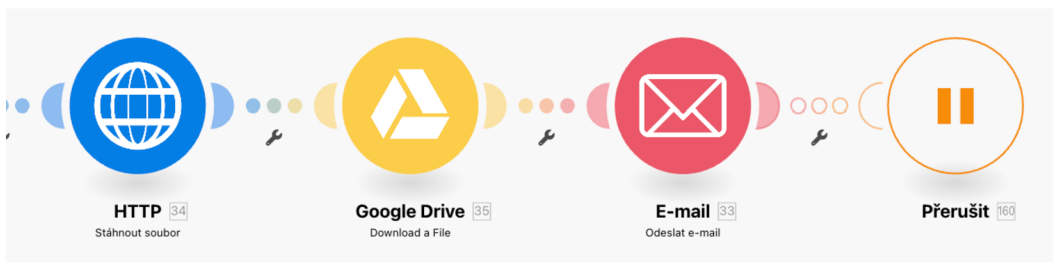 HTTP 34
Stáhnout soubor
Google Drive 35
Download a File
E-mail 33
Odeslat e-mail
Přerušit 160